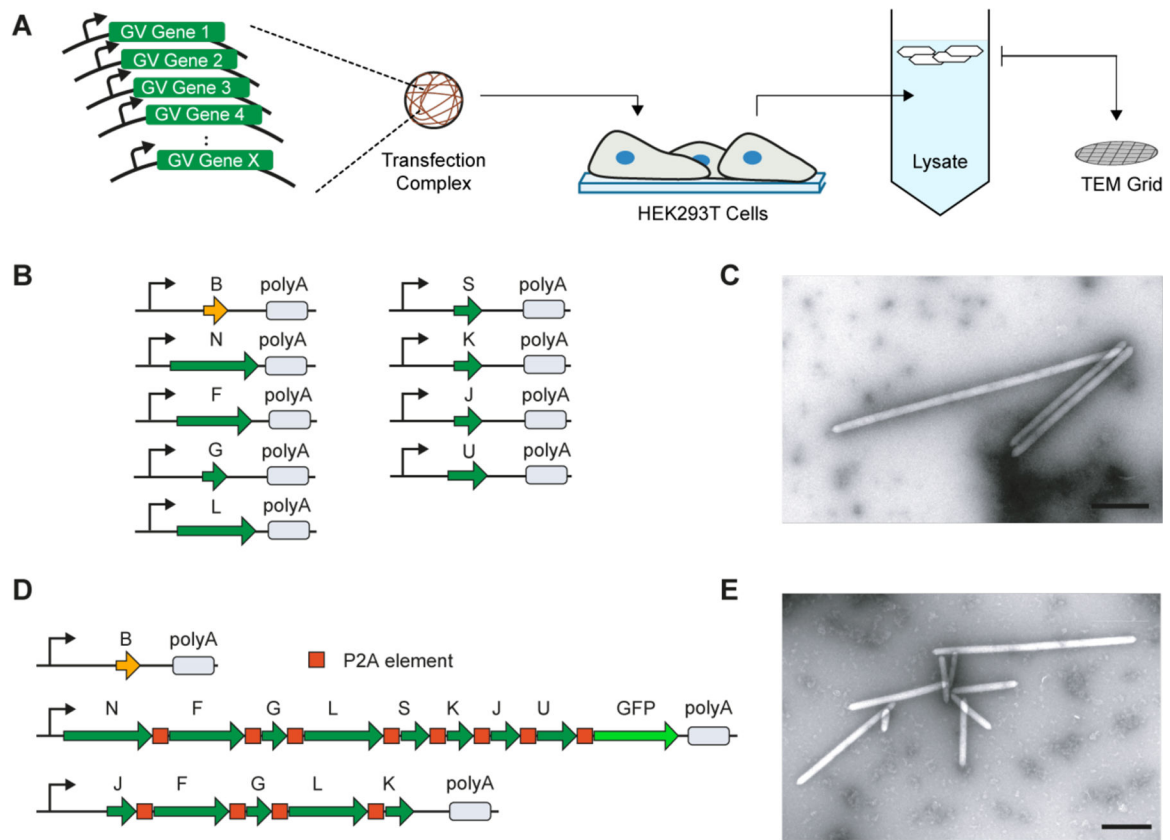 A
GV Gene 1
GV Gene 2
GV Gene 3
GV Gene 4
:
GV Gene X
Transfection
Complex
HEK293T Cells
Lysate
TEM Grid
B
B polyA
N polyA
F polyA
G polyA
L polyA
S polyA
K polyA
J polyA
U polyA
C
D
B polyA
P2A element
N F G L S K J U GFP polyA
J F G L K polyA
E